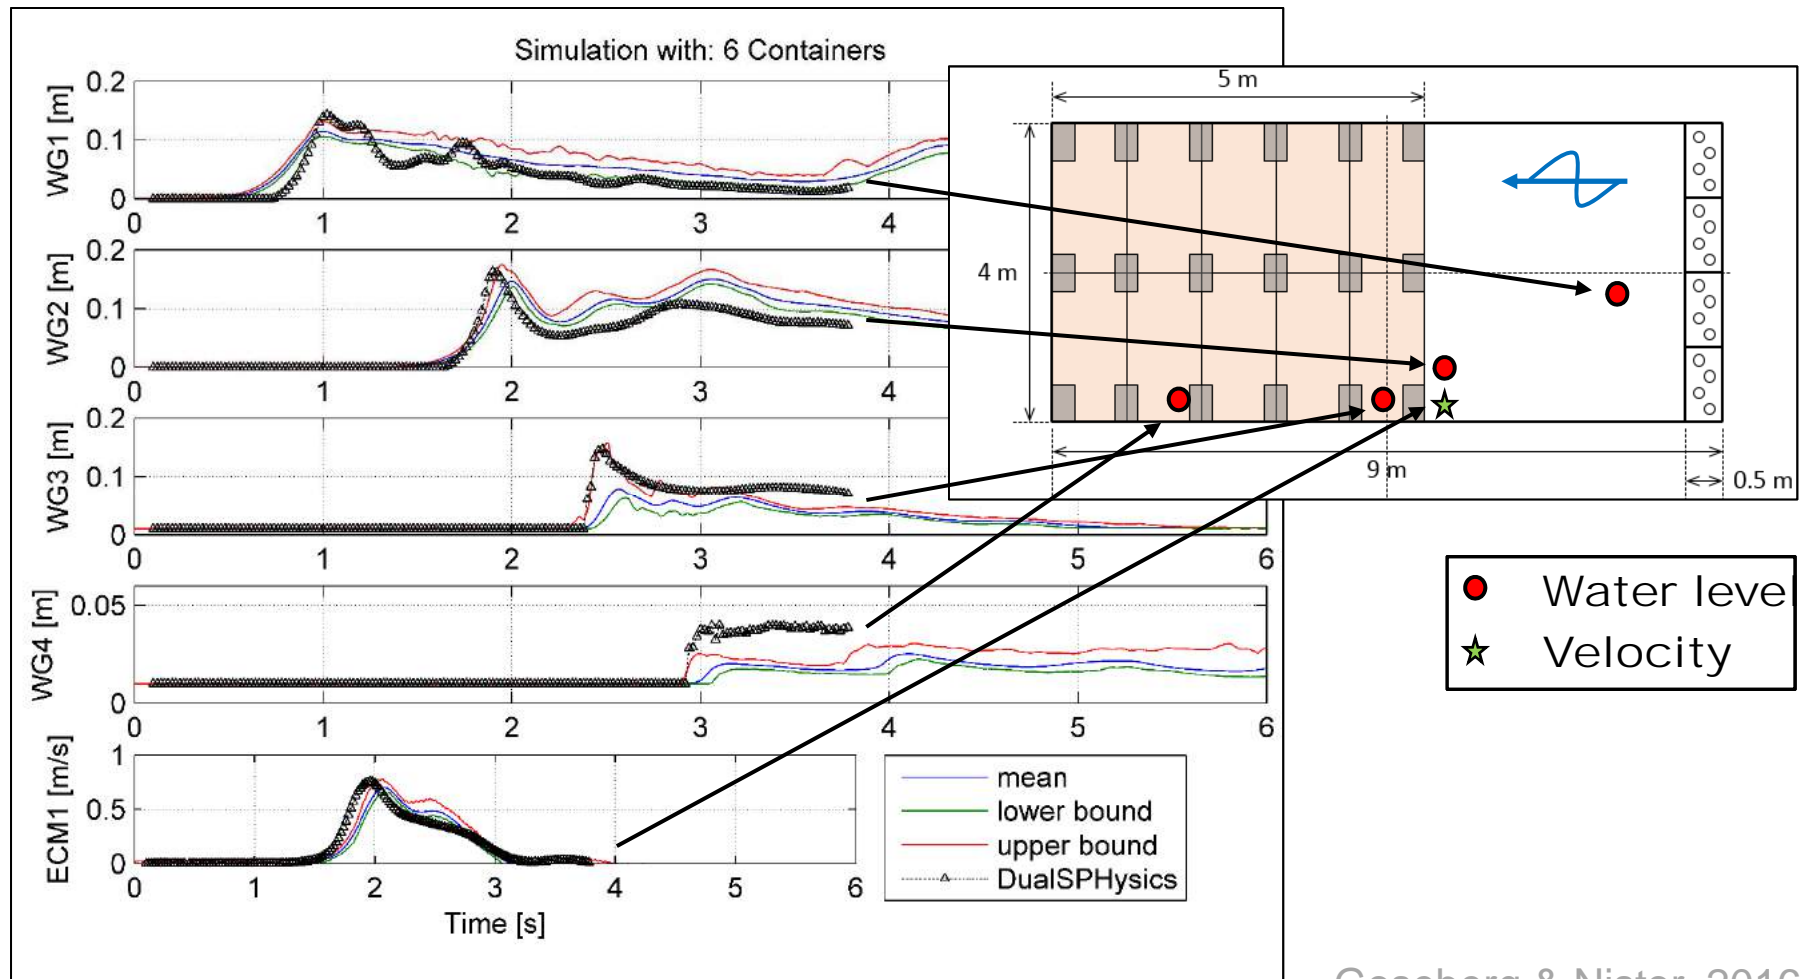 Simulation with: 6 Containers
WG1 [m]
0.2
0.1
0
0 1 2 3 4
WG2 [m]
0.2
0.1
0
0 1 2 3 4
WG3 [m]
0.2
0.1
0
0 1 2 3 4 5 6
WG4 [m]
0.05
0
0 1 2 3 4 5 6
ECM1 [m/s]
1
0.5
0
0 1 2 3 4 5 6
Time [s]
mean
lower bound
upper bound
DualSPHysics
5 m
4 m
9 m
0.5 m
Water level
Velocity
Goseberg & Nistor, 2016